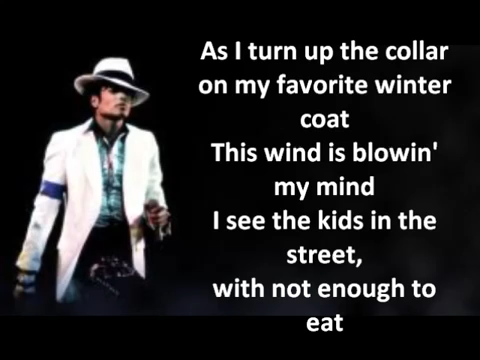 As I turn up the collar
on my favorite winter
coat
This wind is blowin'
my mind
I see the kids in the
street,
with not enough to
eat